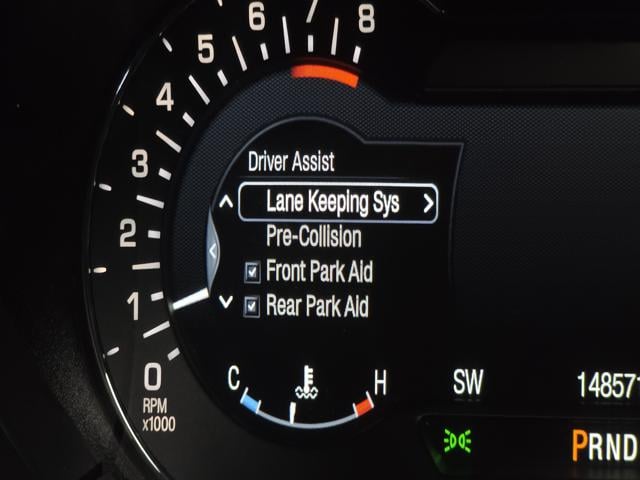 8
7
6
5
4
3
2
1
0
RPM
x1000
Driver Assist
Lane Keeping Sys
Pre-Collision
Front Park Aid
Rear Park Aid
C H
SW 148571
PRND